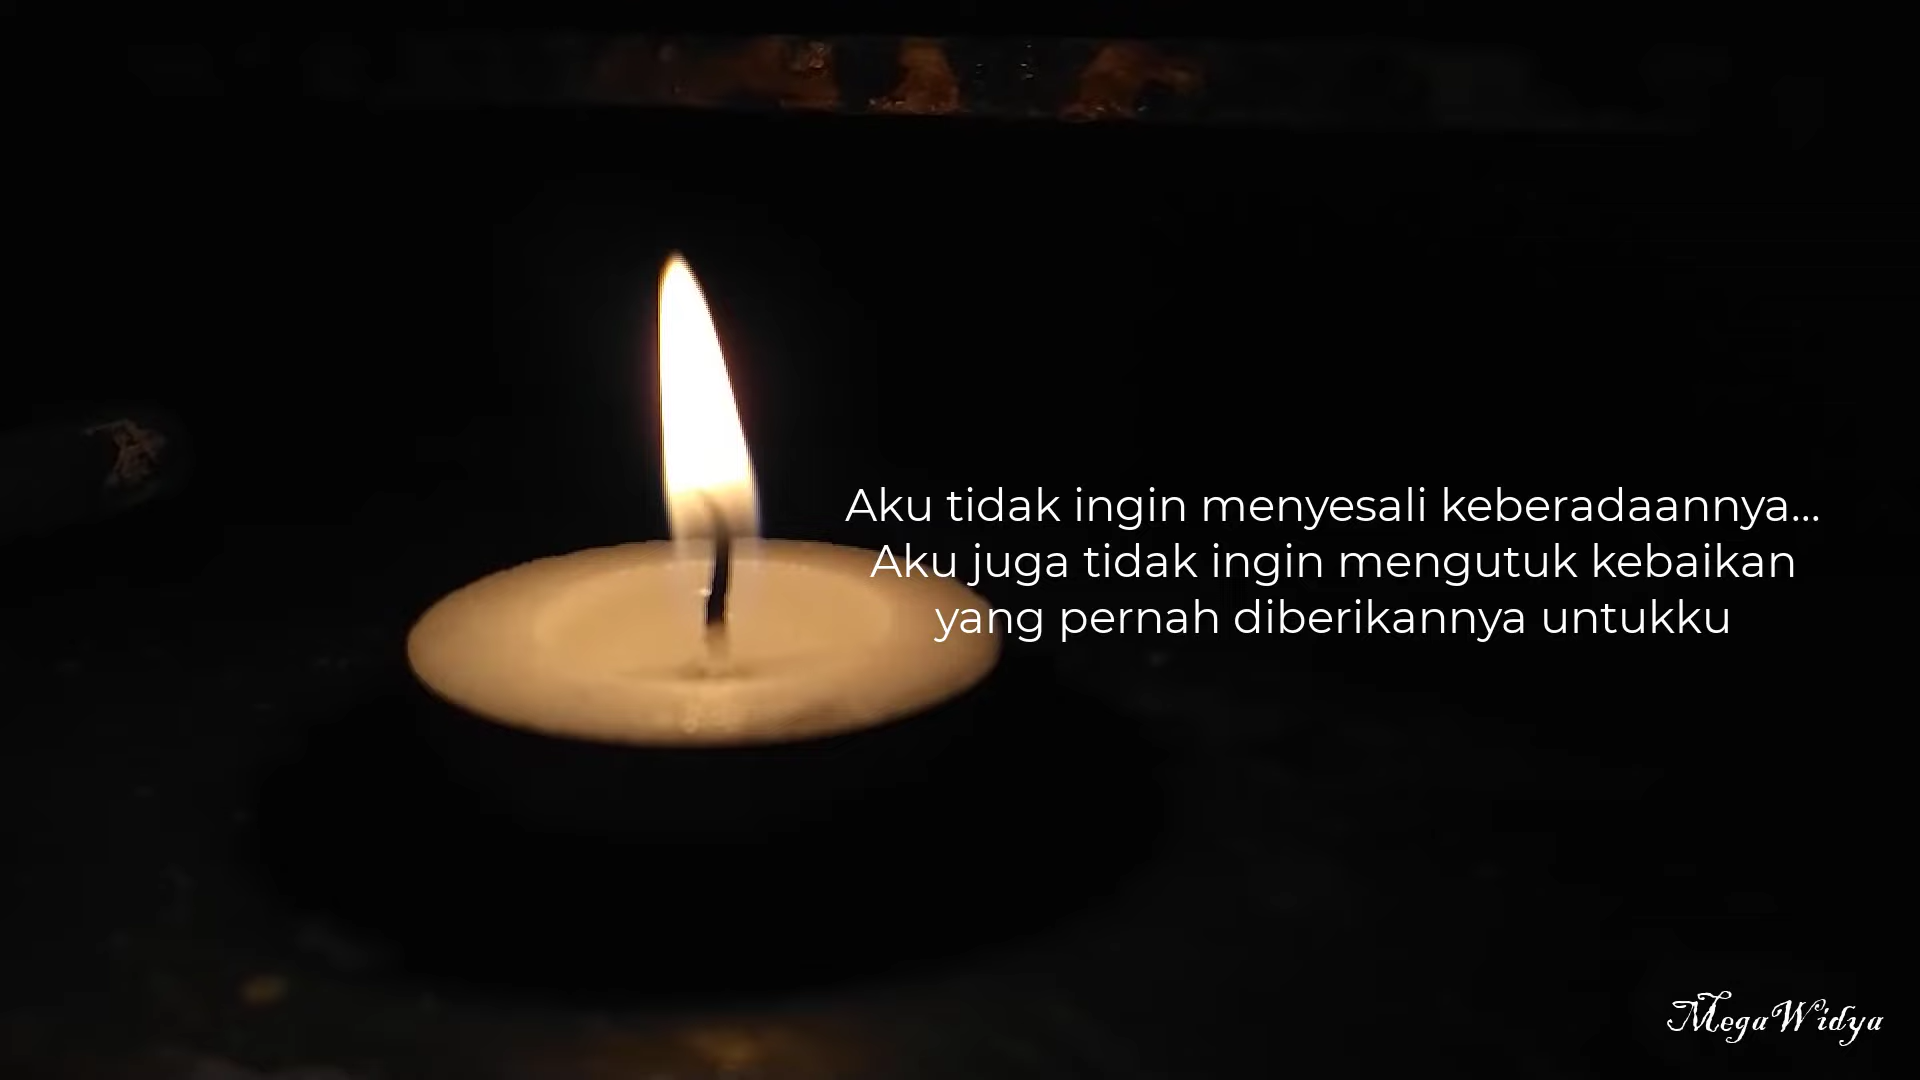 Aku tidak ingin menyesali keberadaannya...
Aku juga tidak ingin mengutuk kebaikan
yang pernah diberikannya untukku
MegaWidya